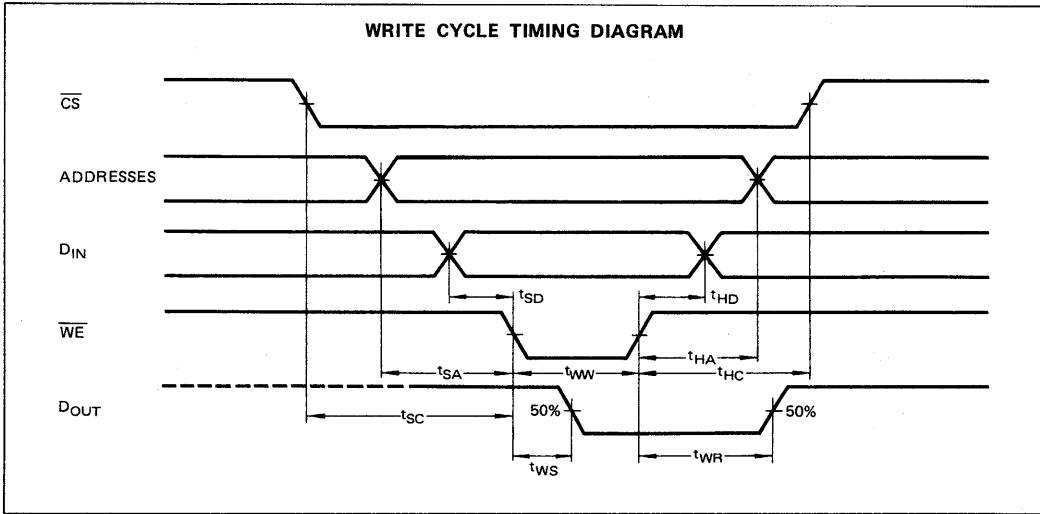 WRITE CYCLE TIMING DIAGRAM
CS
ADDRESSES
DIN
tSD
tHD
WE
tHA
tSA
tWW
tHC
DOUT
tSC
50%
50%
tWS
tWR